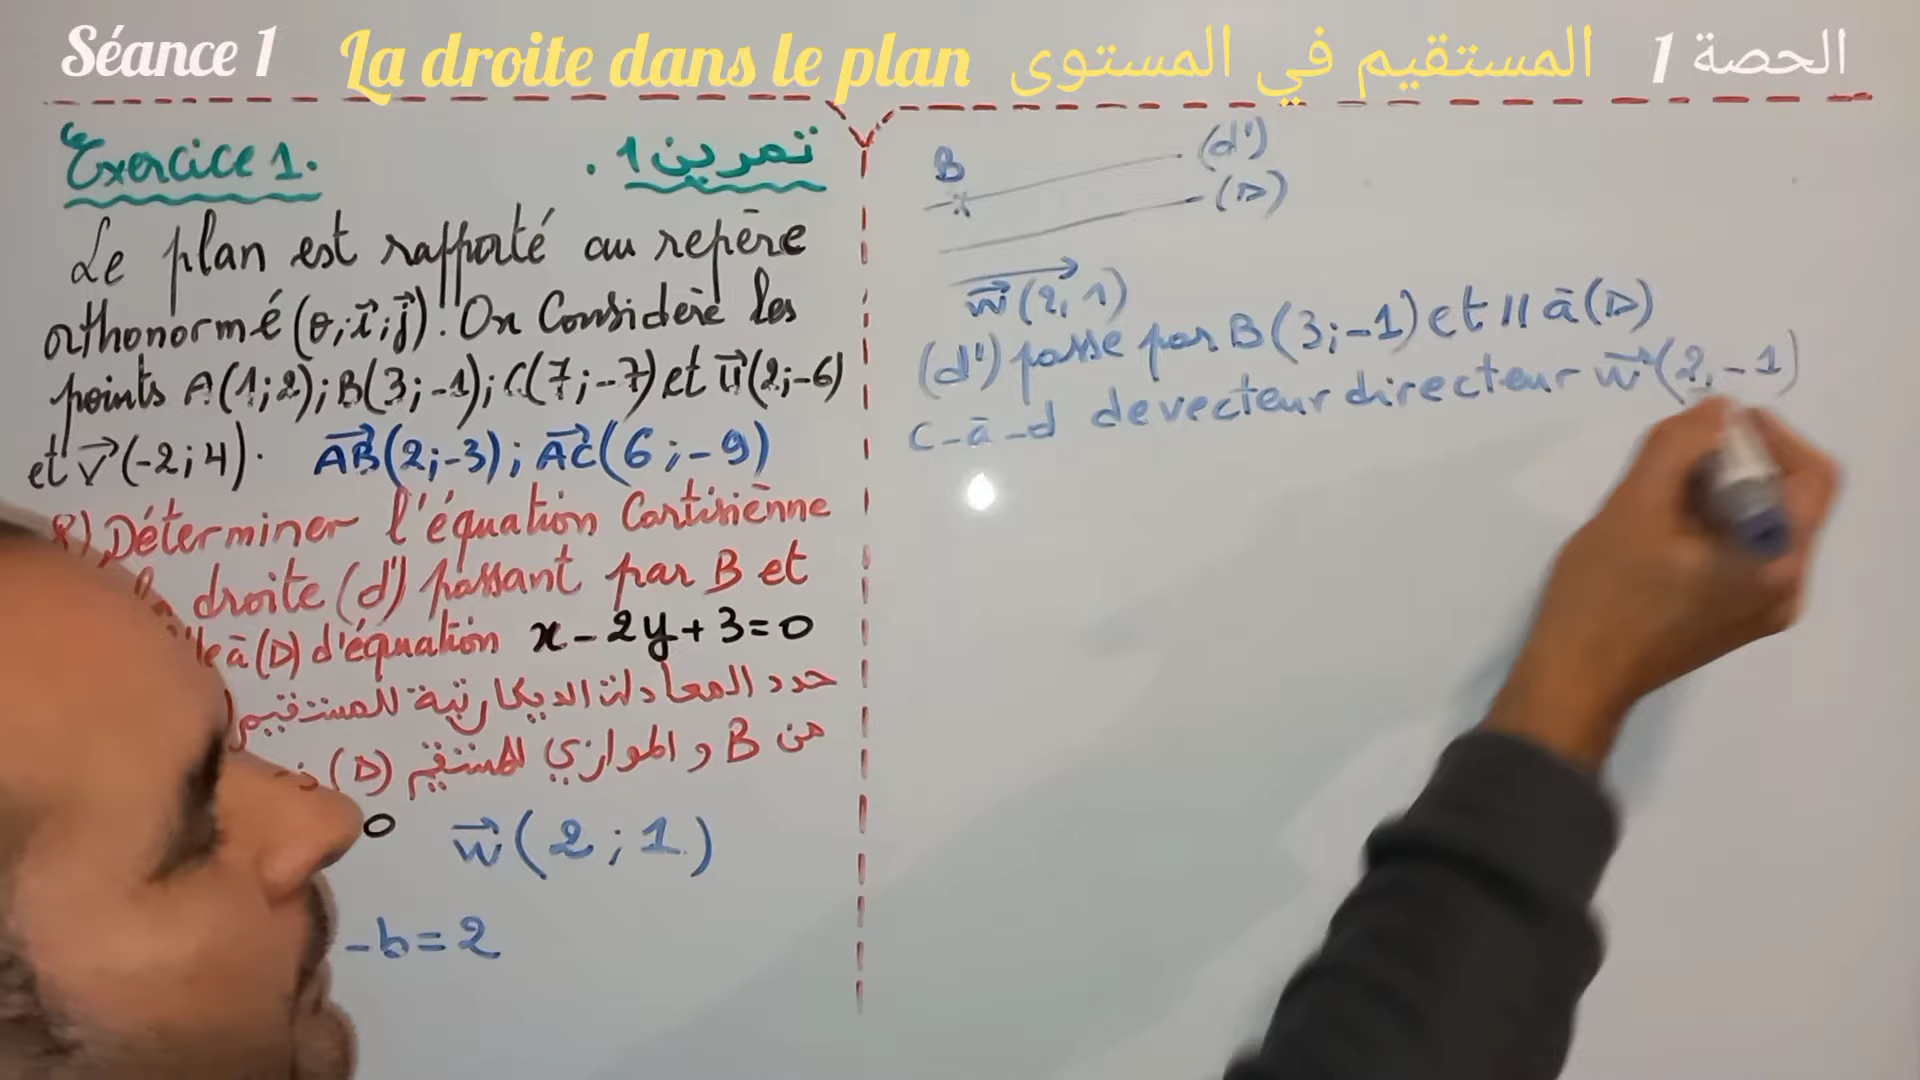 Séance 1 La droite dans le plan المستقيم في المستوى الحصة 1
Exercice 1. تمرين 1 .
Le plan est rapporté au repère
orthonormé (o; i⃗; j⃗). On Considère les
points A(1;2); B(3;-1); C(7;-7) et u⃗(2;-6)
et v⃗(-2;4). AB⃗(2;-3); AC⃗(6;-9)
8) Déterminer l'équation Cartisiènne
droite (d') passant par B et
à (D) d'équation x - 2y + 3 = 0
حدد المعادلة الديكارتية للمستقيم
من B و الموازي للمستقيم (D)
0 w⃗(2;1)
-b = 2
B (d')
(D)
w⃗(2,1)
(d') passe par B(3;-1) et // à (D)
c-à-d de vecteur directeur w⃗(2,-1)